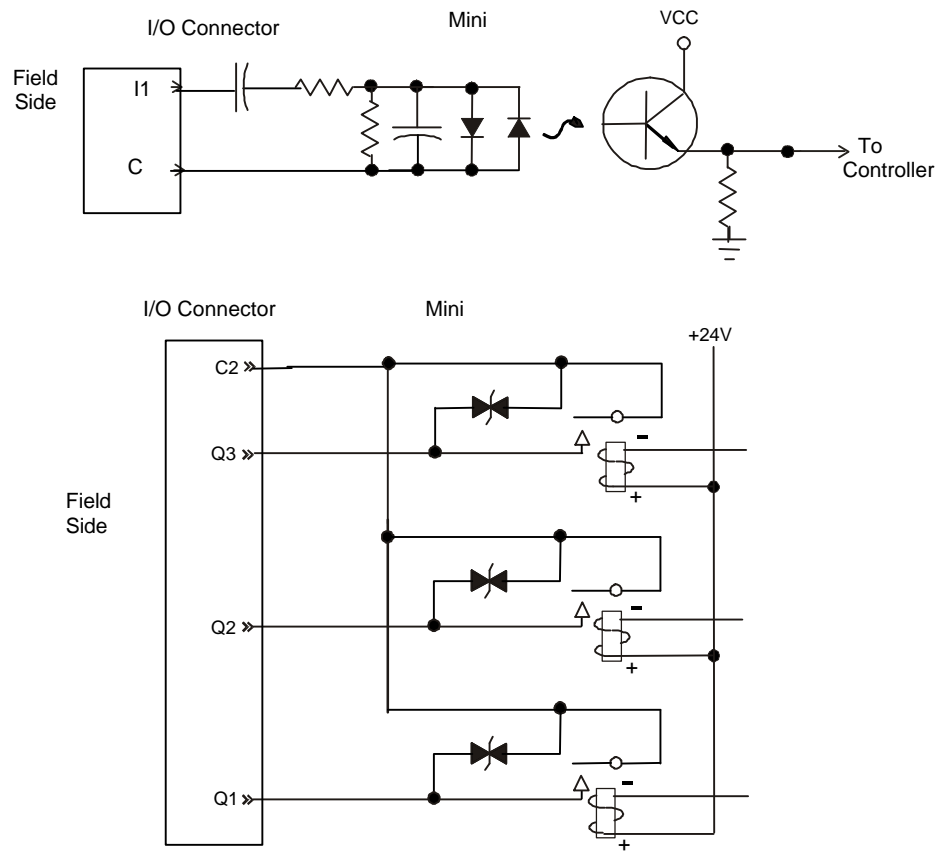 I/O Connector
Mini
VCC
Field
Side
I1
C
To
Controller
I/O Connector
Mini
+24V
C2
Q3
-
+
Field
Side
Q2
-
+
Q1
-
+